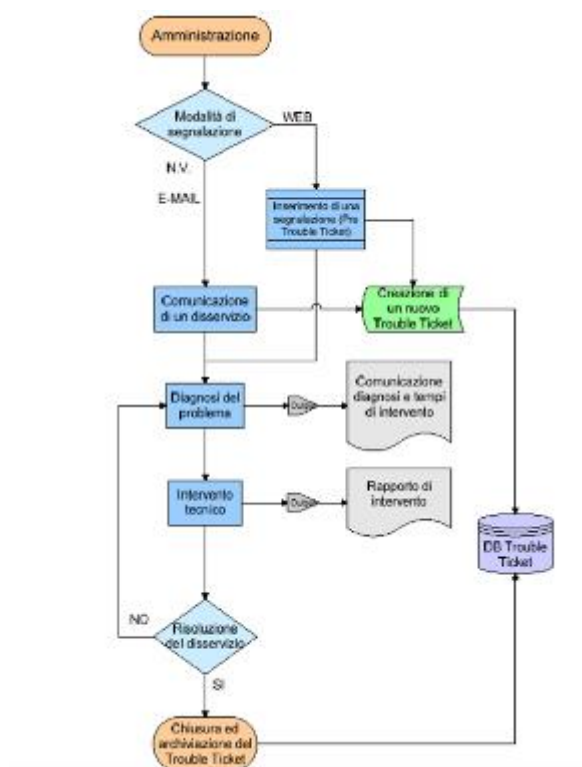 Amministrazione
Modalità di
segnalazione
WEB
N.V.
E-MAIL
Inserimento di una
segnalazione (Pre
Trouble Ticket)
Comunicazione
di un disservizio
Creazione di
un nuovo
Trouble Ticket
Diagnosi del
problema
Output
Comunicazione
diagnosi e tempi
di intervento
Intervento
tecnico
Output
Rapporto di
intervento
DB Trouble
Ticket
NO
Risoluzione
del disservizio
SI
Chiusura ed
archiviazione del
Trouble Ticket